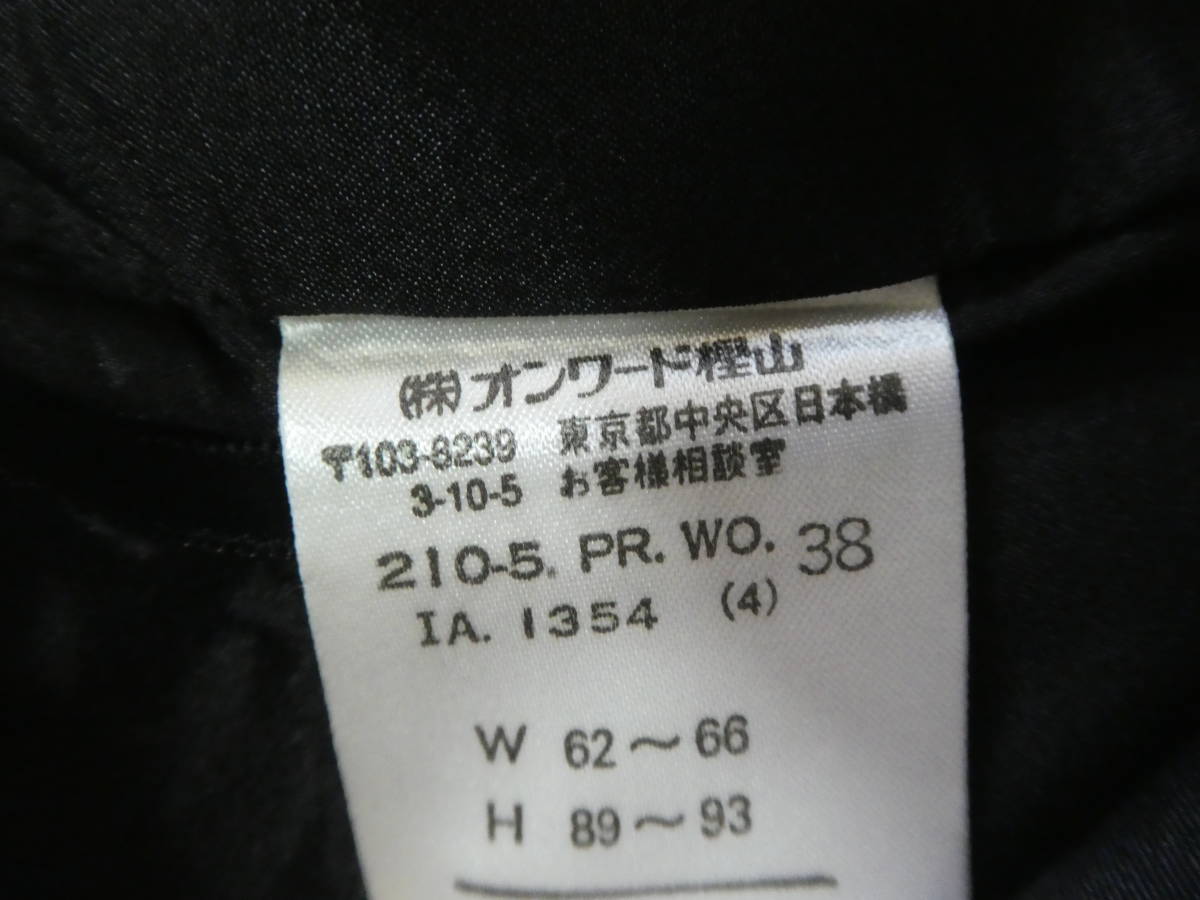 (株)オンワード樫山
〒103-8239 東京都中央区日本橋
3-10-5 お客様相談室
210-5. PR. WO. 38
IA. 1354 (4)
W 62～66
H 89～93